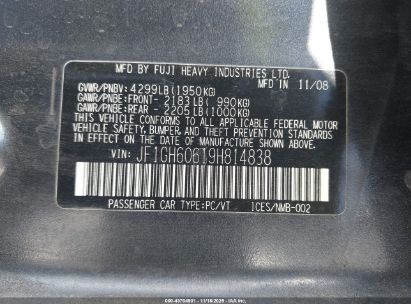 MFD BY FUJI HEAVY INDUSTRIES LTD.
GVWR/PNBV: 4299LB(1950KG) MFD IN 11/08
GAWR/PNBE:FRONT- 2183LB( 990KG)
GAWR/PNBE:REAR - 2205LB(1000KG)
THIS VEHICLE CONFORMS TO ALL APPLICABLE
FEDERAL MOTOR VEHICLE SAFETY, BUMPER, AND
THEFT PREVENTION STANDARDS IN EFFECT ON
THE DATE OF MANUFACTURE SHOWN ABOVE.
VIN: JF1GH60619H814838
PASSENGER CAR TYPE:PC/VT ICES/NMB-002